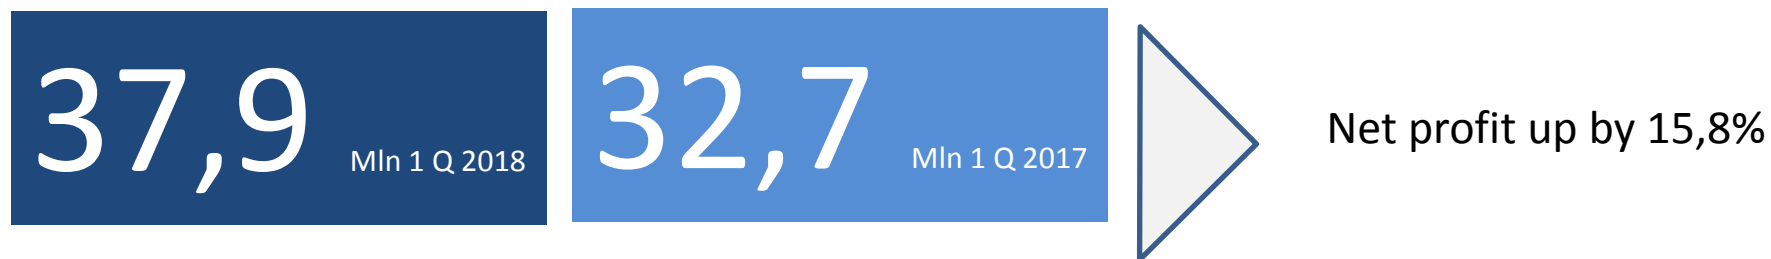 37,9 Mln 1 Q 2018
32,7 Mln 1 Q 2017
Net profit up by 15,8%